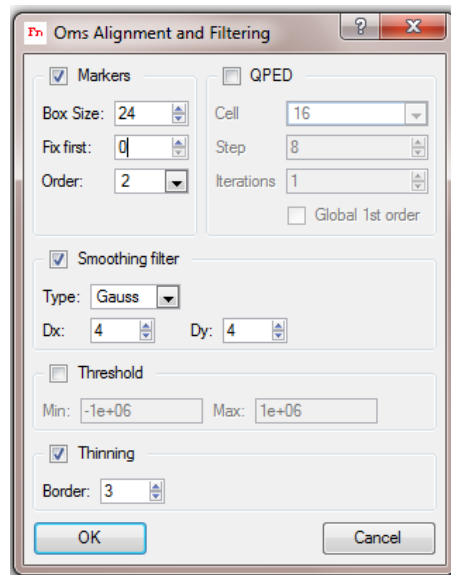 Fn Oms Alignment and Filtering ? X
Markers
Box Size: 24
Fix first: 0
Order: 2
QPED
Cell 16
Step 8
Iterations 1
Global 1st order
Smoothing filter
Type: Gauss
Dx: 4 Dy: 4
Threshold
Min: -1e+06 Max: 1e+06
Thinning
Border: 3
OK Cancel